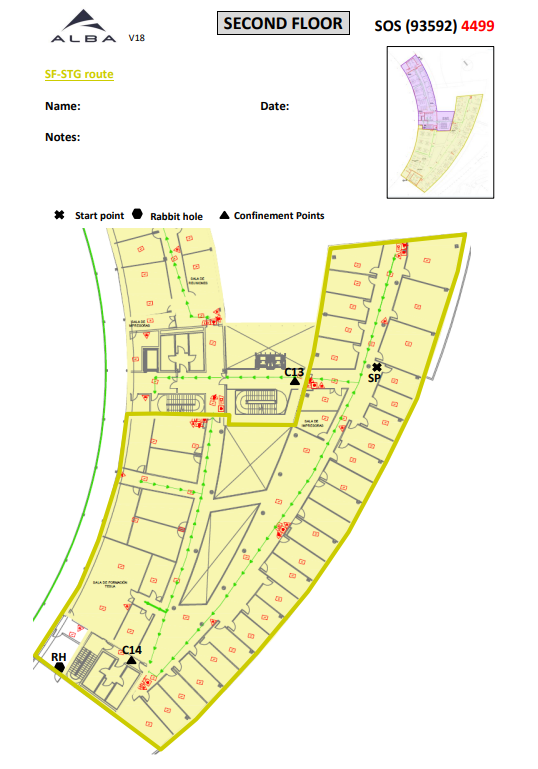 SECOND FLOOR
SOS (93592) 4499
ALBA
V18
SF-STG route
Name:
Date:
Notes:
Start point
Rabbit hole
Confinement Points
SALA DE
REUNIONES
SALA DE
IMPRESORAS
C13
SP
SALA DE
IMPRESORAS
SALA DE FORMACIÓN
C14
RH